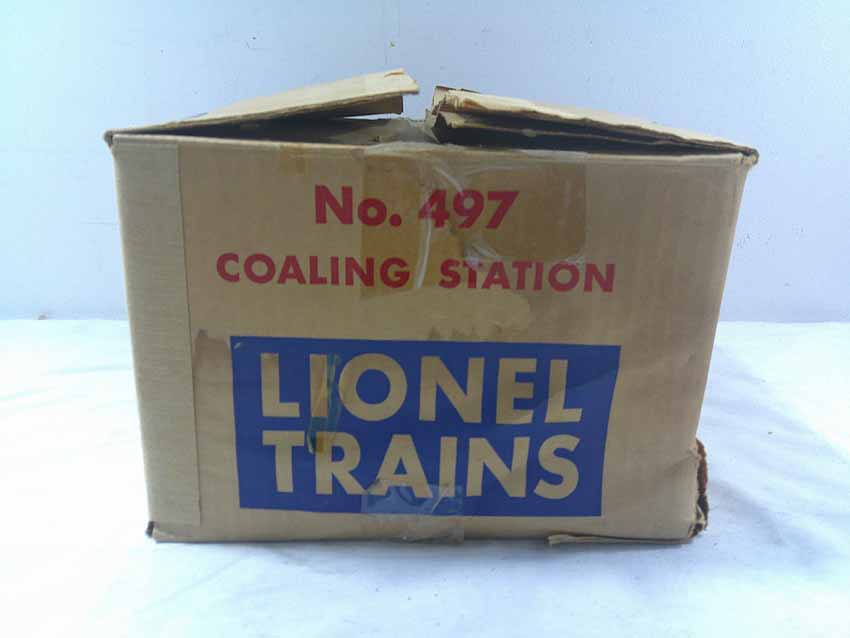 No. 497
COALING STATION
LIONEL
TRAINS